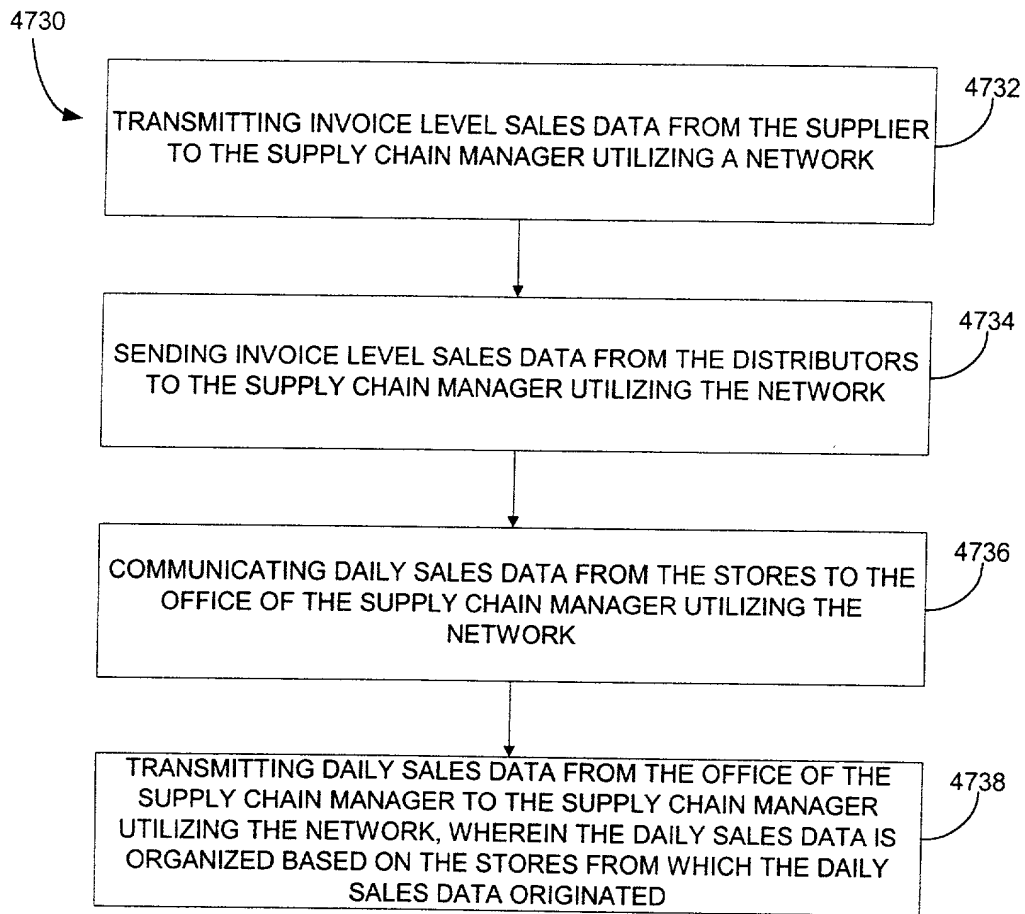 4730
4732
TRANSMITTING INVOICE LEVEL SALES DATA FROM THE SUPPLIER
TO THE SUPPLY CHAIN MANAGER UTILIZING A NETWORK
4734
SENDING INVOICE LEVEL SALES DATA FROM THE DISTRIBUTORS
TO THE SUPPLY CHAIN MANAGER UTILIZING THE NETWORK
4736
COMMUNICATING DAILY SALES DATA FROM THE STORES TO THE
OFFICE OF THE SUPPLY CHAIN MANAGER UTILIZING THE
NETWORK
4738
TRANSMITTING DAILY SALES DATA FROM THE OFFICE OF THE
SUPPLY CHAIN MANAGER TO THE SUPPLY CHAIN MANAGER
UTILIZING THE NETWORK, WHEREIN THE DAILY SALES DATA IS
ORGANIZED BASED ON THE STORES FROM WHICH THE DAILY
SALES DATA ORIGINATED